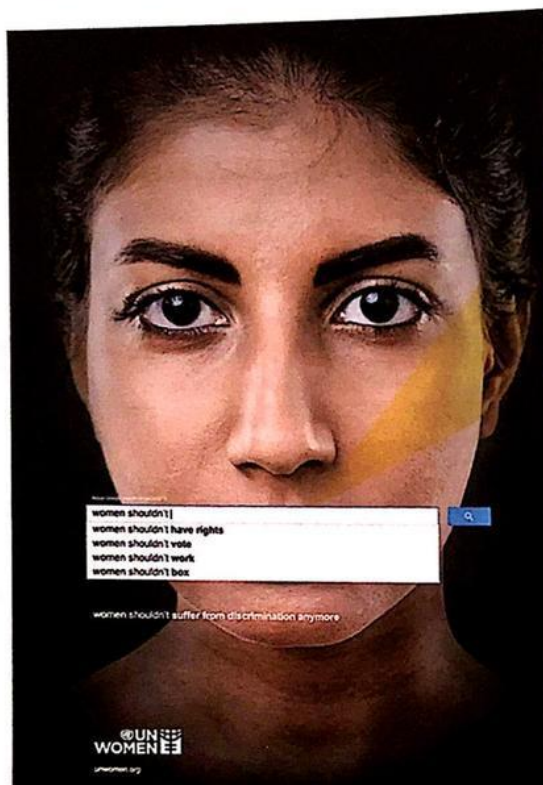 women shouldn't
women shouldn't have rights
women shouldn't vote
women shouldn't work
women shouldn't box
women shouldn't suffer from discrimination anymore
UN
WOMEN
unwomen.org